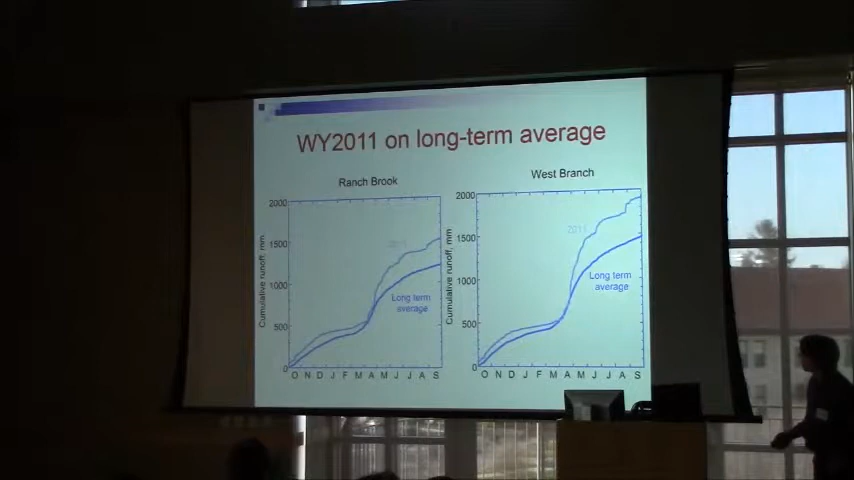 WY2011 on long-term average
Ranch Brook
West Branch
2000
1500
1000
500
0
Cumulative runoff, mm
2011
Long term
average
O N D J F M A M J J A S
2000
1500
1000
500
0
Cumulative runoff, mm
2011
Long term
average
O N D J F M A M J J A S